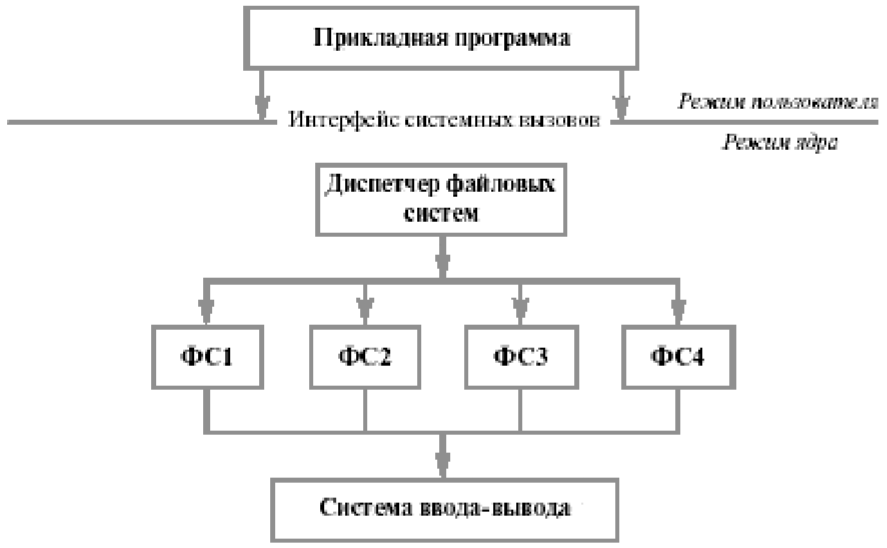 Прикладная программа
Режим пользователя
Интерфейс системных вызовов
Режим ядра
Диспетчер файловых
систем
ФС1
ФС2
ФС3
ФС4
Система ввода-вывода